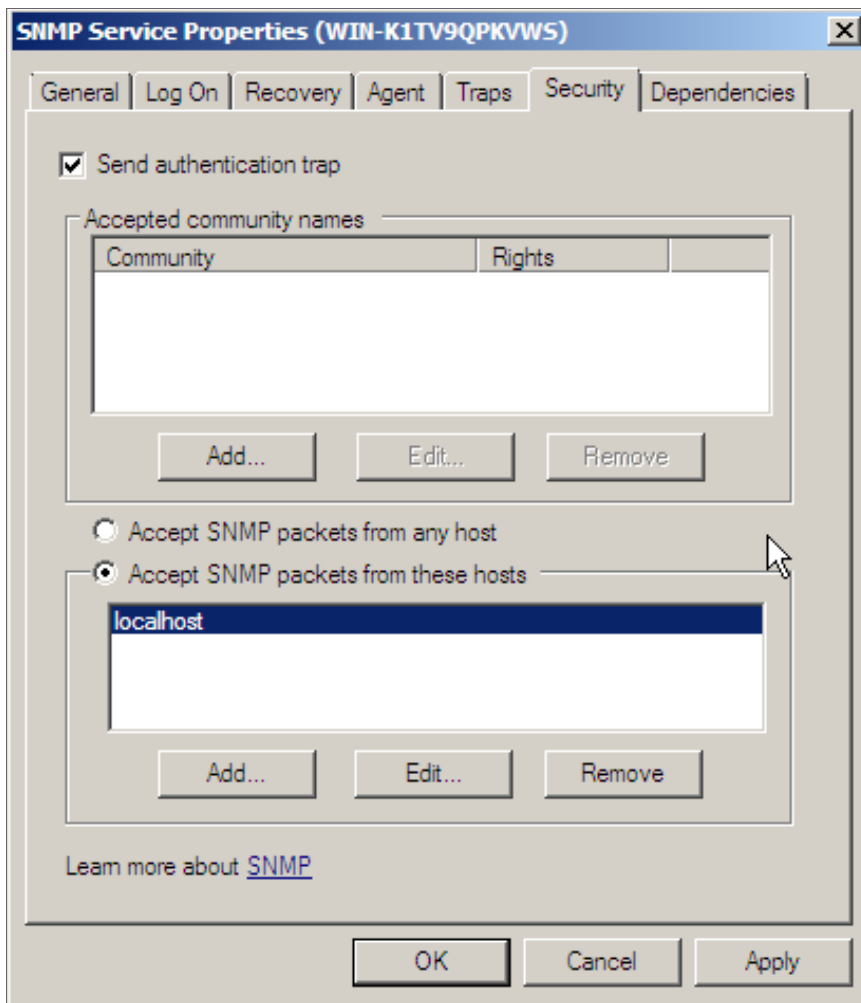 SNMP Service Properties (WIN-K1TV9QPKVWS)
General Log On Recovery Agent Traps Security Dependencies
Send authentication trap
Accepted community names
Community Rights
Add... Edit... Remove
Accept SNMP packets from any host
Accept SNMP packets from these hosts
localhost
Add... Edit... Remove
Learn more about SNMP
OK Cancel Apply